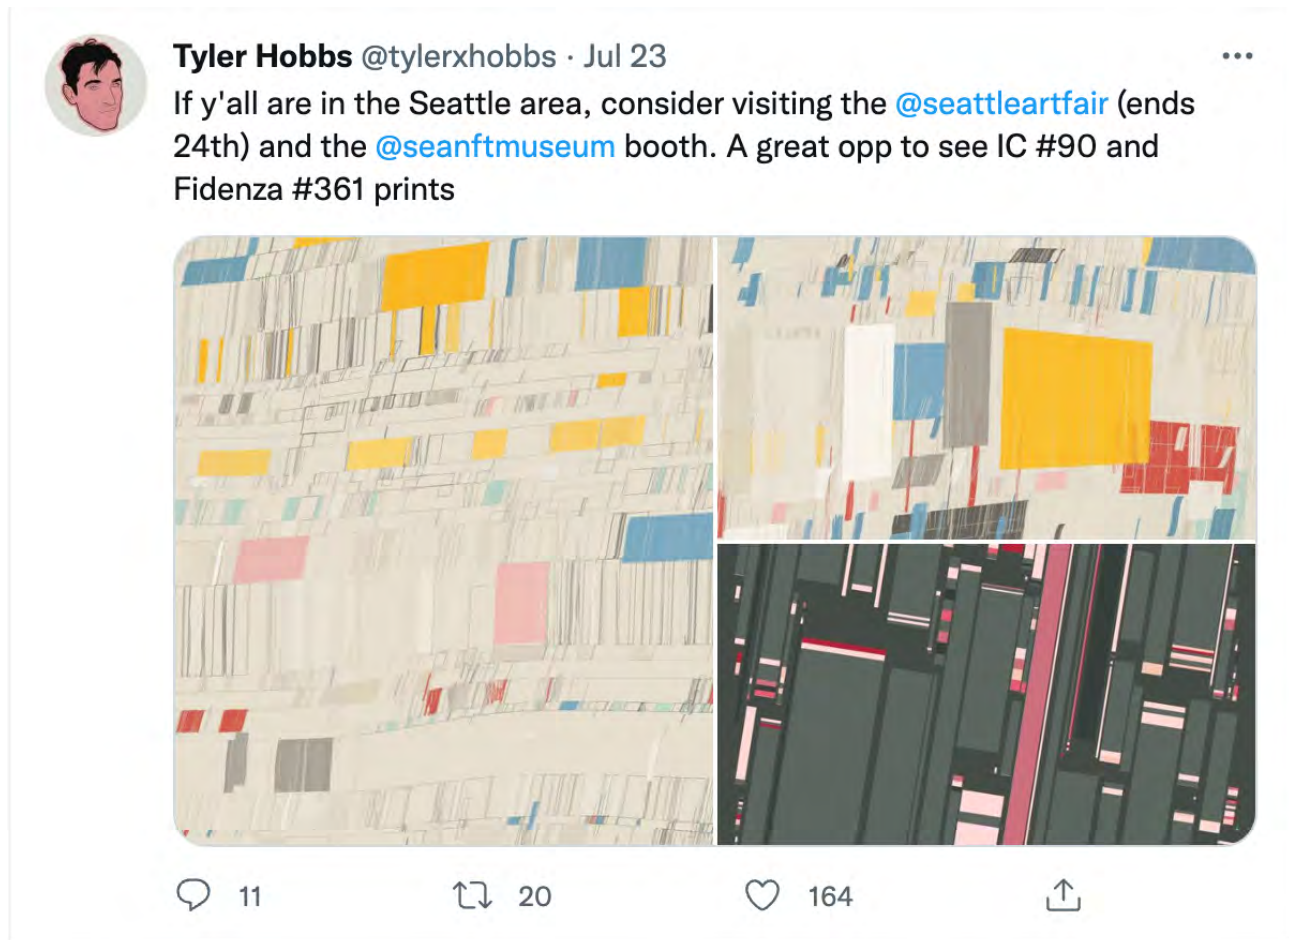 Tyler Hobbs @tylerxhobbs · Jul 23
If y'all are in the Seattle area, consider visiting the @seattleartfair (ends
24th) and the @seanftmuseum booth. A great opp to see IC #90 and
Fidenza #361 prints
11 20 164